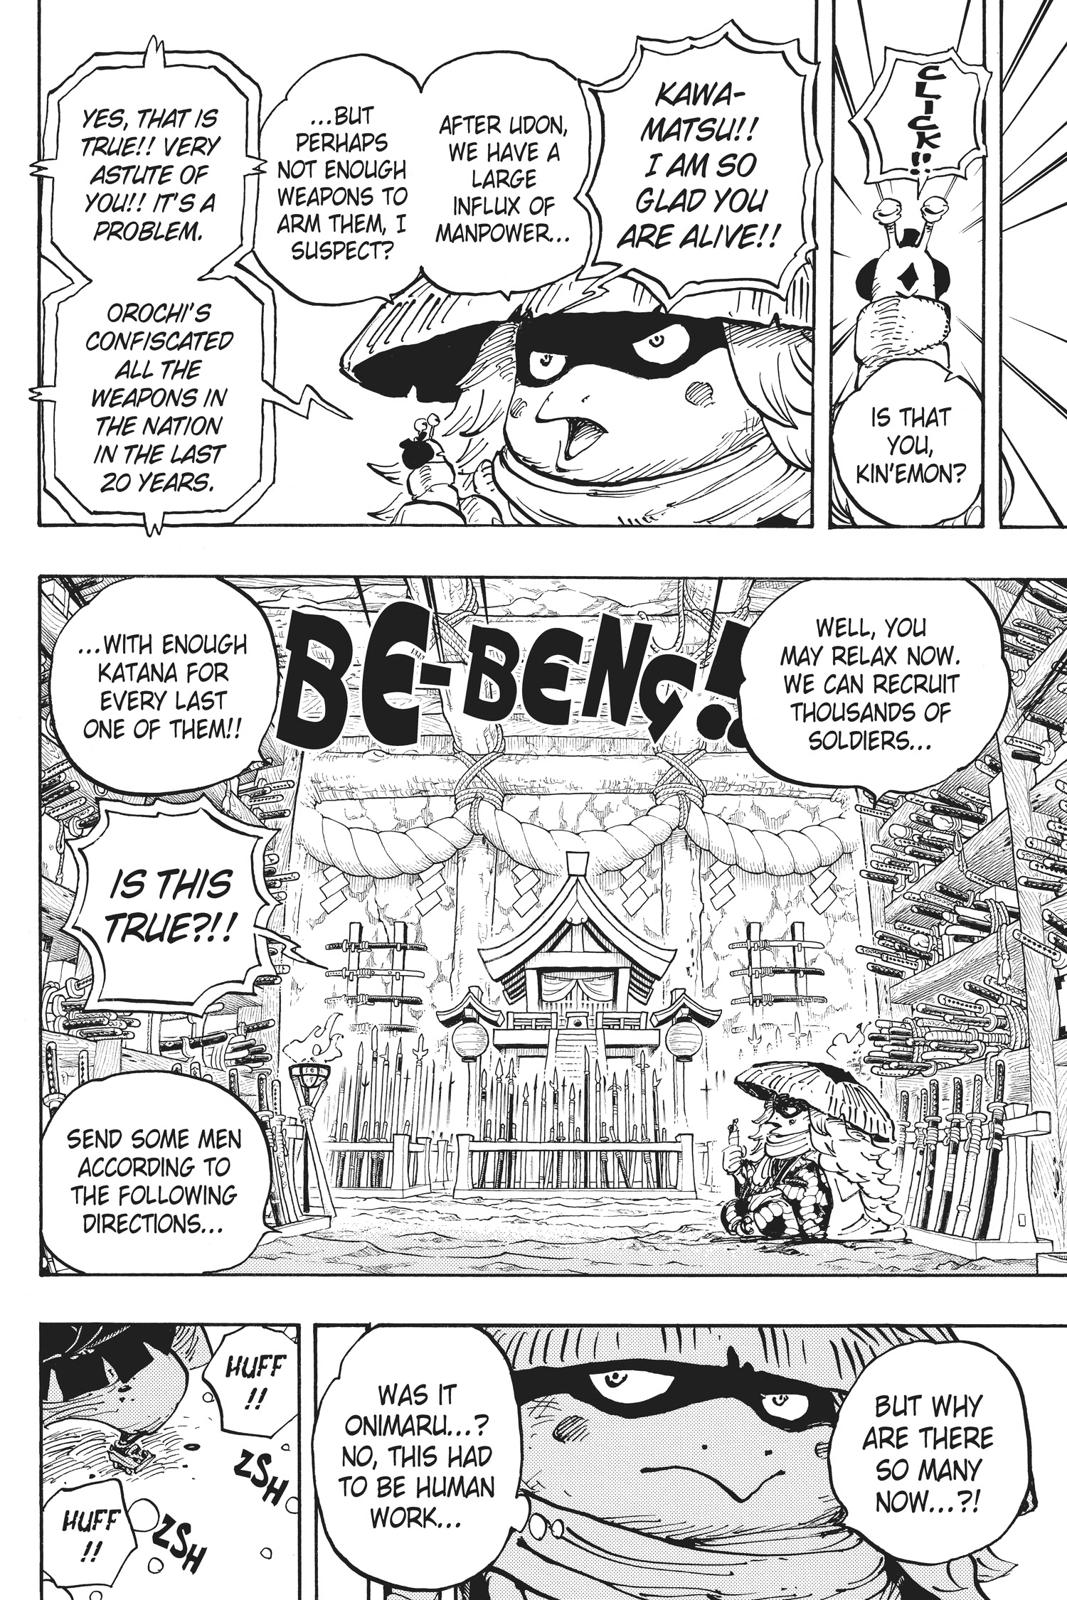 CLICK!!
IS THAT
YOU,
KIN'EMON?
KAWA-
MATSU!!
I AM SO
GLAD YOU
ARE ALIVE!!
AFTER UDON,
WE HAVE A
LARGE
INFLUX OF
MANPOWER...
...BUT
PERHAPS
NOT ENOUGH
WEAPONS TO
ARM THEM, I
SUSPECT?
YES, THAT IS
TRUE!! VERY
ASTUTE OF
YOU!! IT'S A
PROBLEM.
OROCHI'S
CONFISCATED
ALL THE
WEAPONS IN
THE NATION
IN THE LAST
20 YEARS.
WELL, YOU
MAY RELAX NOW.
WE CAN RECRUIT
THOUSANDS OF
SOLDIERS...
BE-BENG!!
...WITH ENOUGH
KATANA FOR
EVERY LAST
ONE OF THEM!!
IS THIS
TRUE?!!
SEND SOME MEN
ACCORDING TO
THE FOLLOWING
DIRECTIONS...
BUT WHY
ARE THERE
SO MANY
NOW...?!
WAS IT
ONIMARU...?
NO, THIS HAD
TO BE HUMAN
WORK...
HUFF
!!
ZSH
HUFF
!!
ZSH